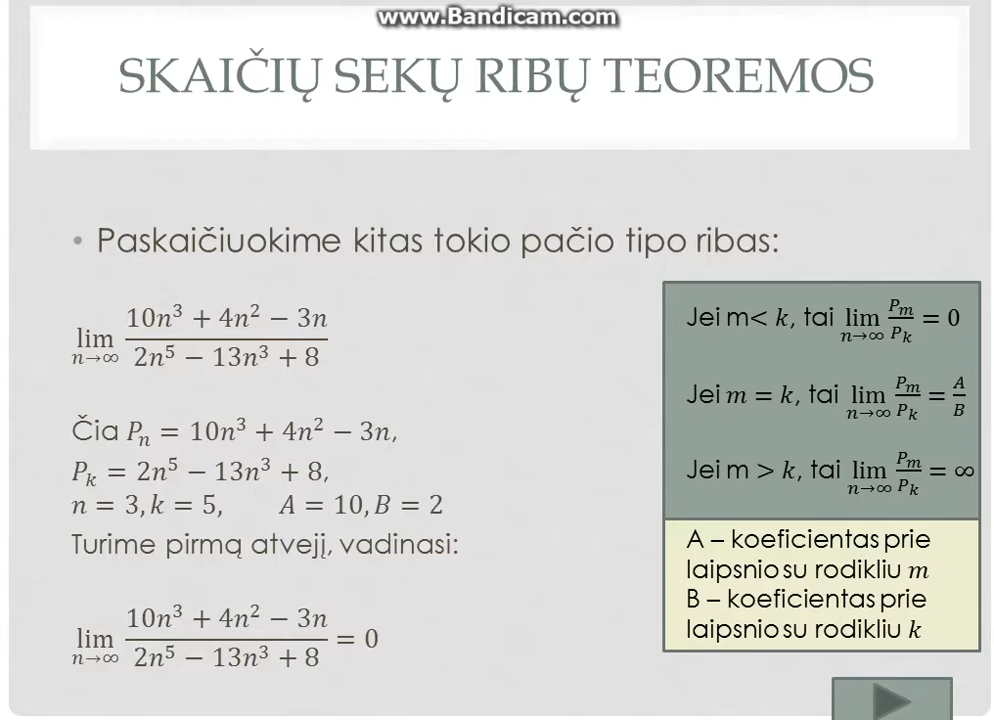 www.Bandicam.com
SKAIČIŲ SEKŲ RIBŲ TEOREMOS
• Paskaičiuokime kitas tokio pačio tipo ribas:
lim n→∞ (10n³ + 4n² − 3n) / (2n⁵ − 13n³ + 8)
Čia Pₙ = 10n³ + 4n² − 3n,
Pₖ = 2n⁵ − 13n³ + 8,
n = 3, k = 5, A = 10, B = 2
Turime pirmą atvejį, vadinasi:
lim n→∞ (10n³ + 4n² − 3n) / (2n⁵ − 13n³ + 8) = 0
Jei m< k, tai lim n→∞ Pₘ/Pₖ = 0
Jei m = k, tai lim n→∞ Pₘ/Pₖ = A/B
Jei m > k, tai lim n→∞ Pₘ/Pₖ = ∞
A – koeficientas prie
laipsnio su rodikliu m
B – koeficientas prie
laipsnio su rodikliu k